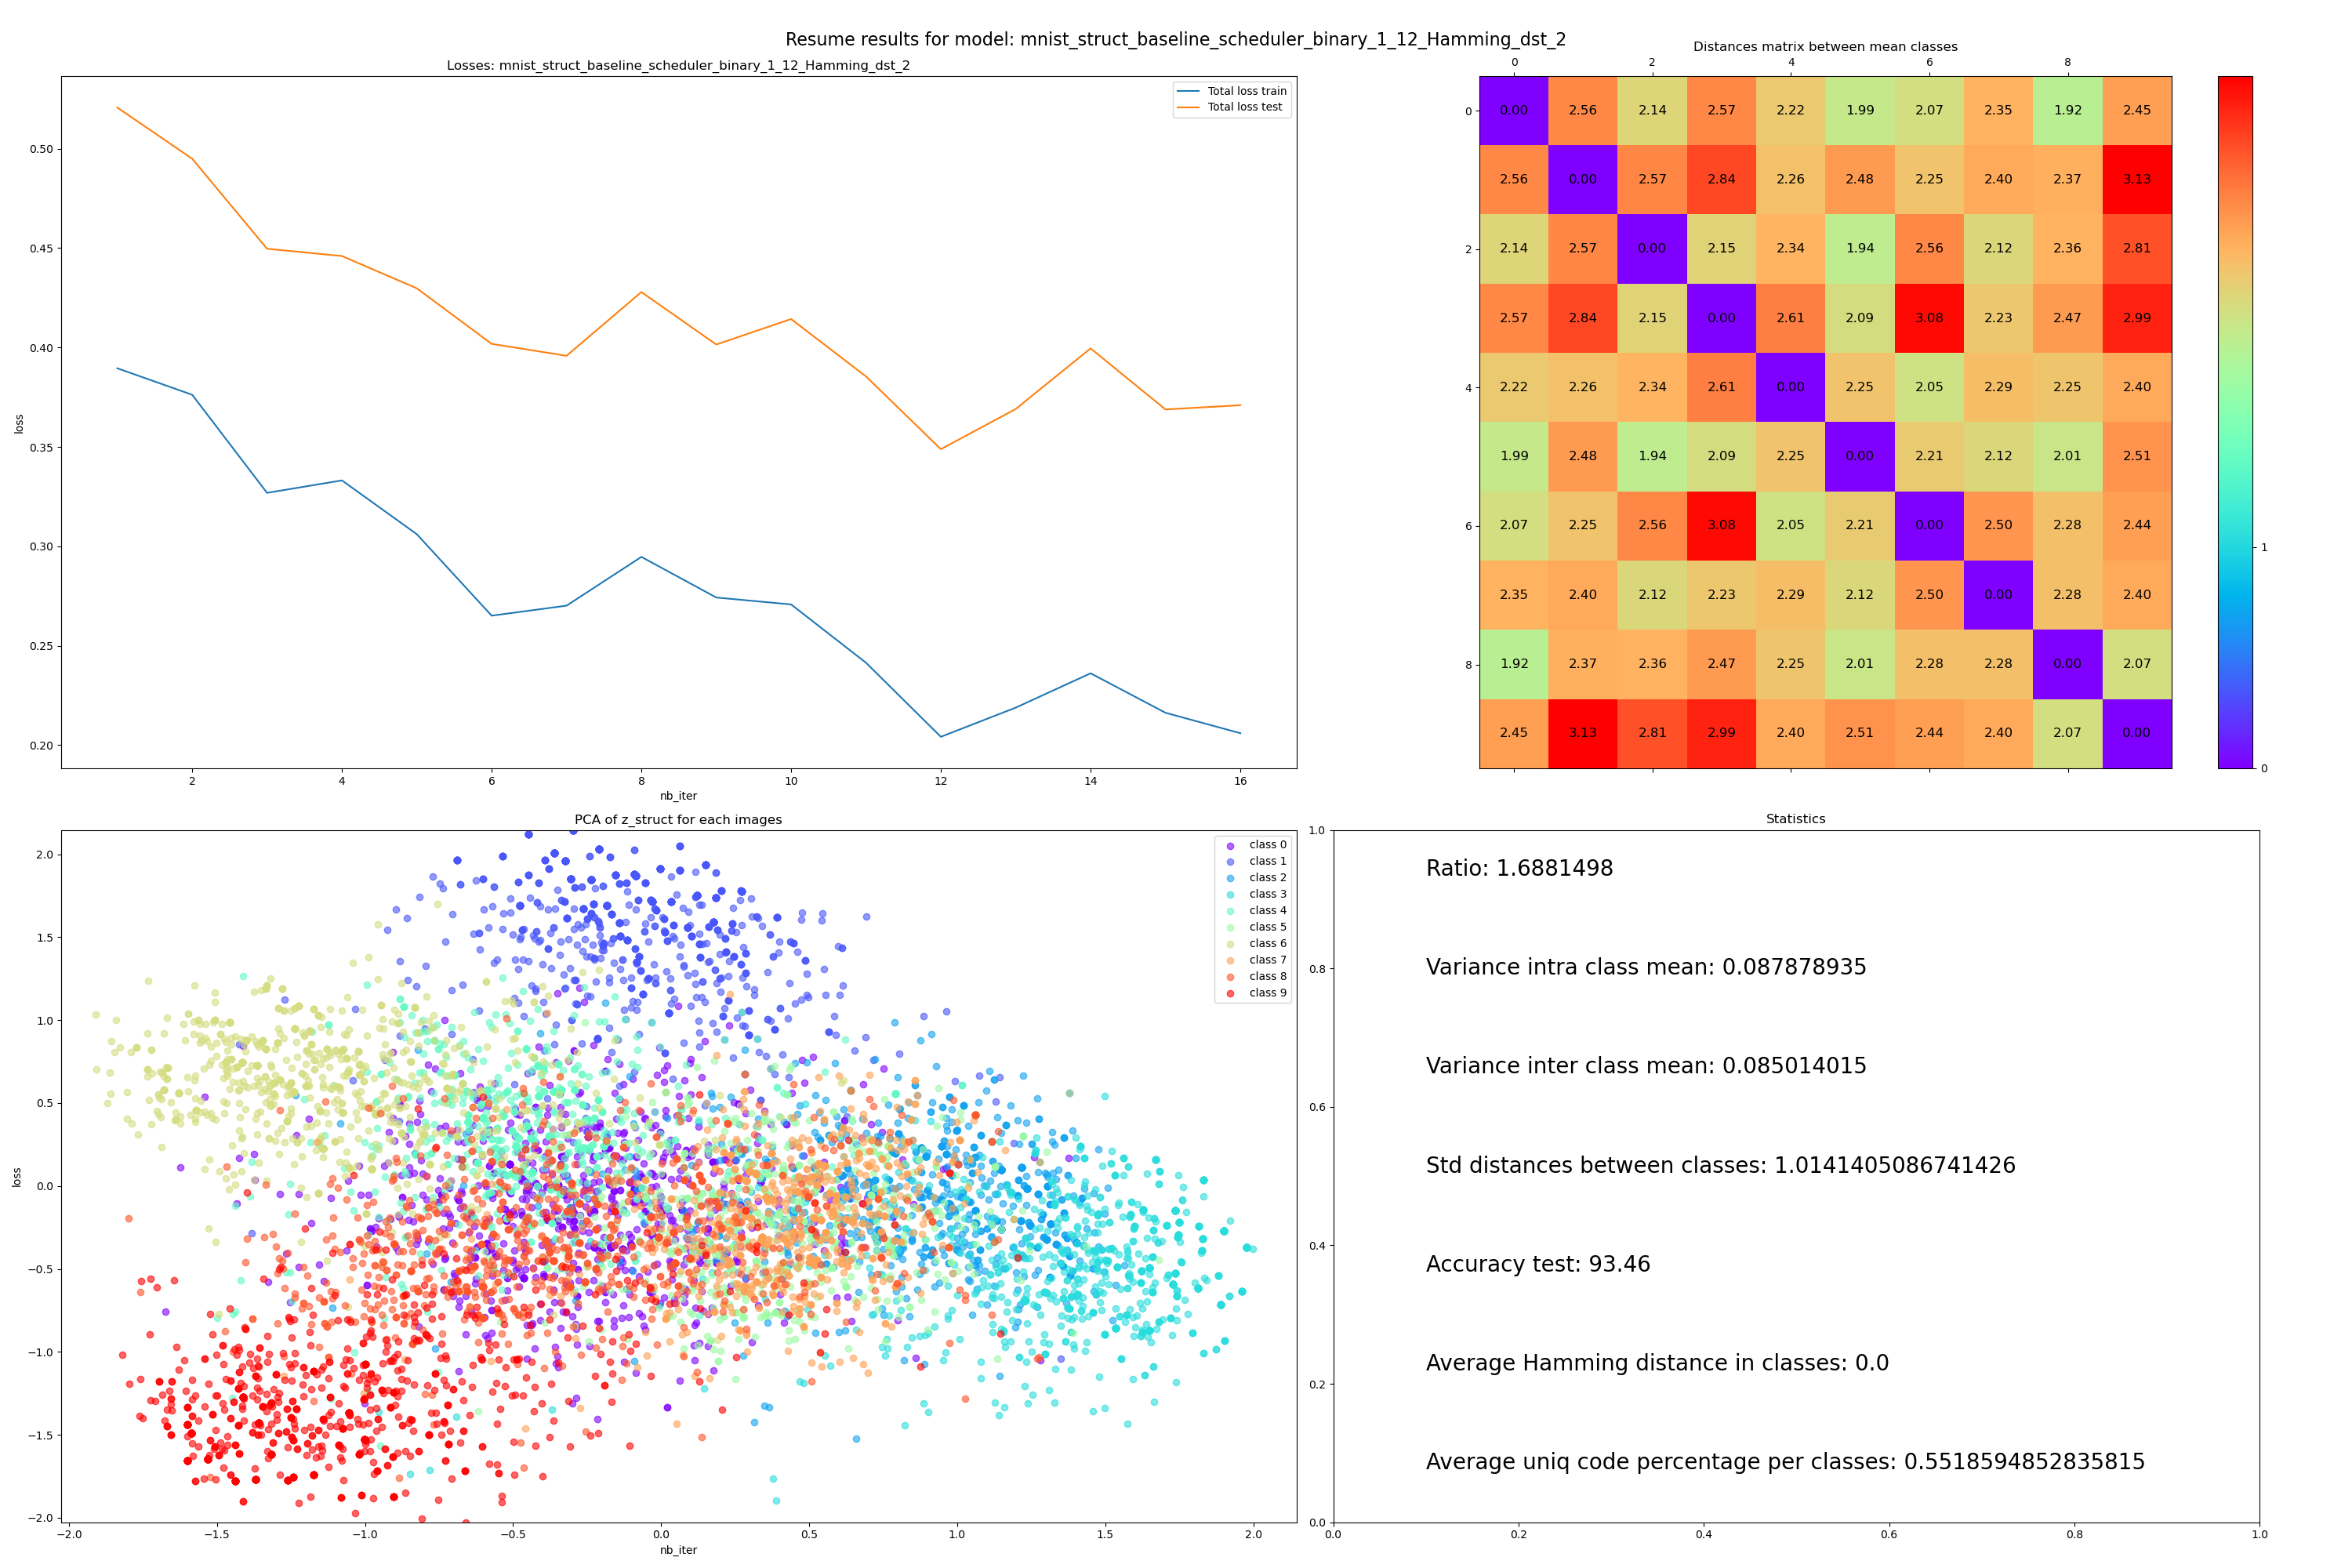 Resume results for model: mnist_struct_baseline_scheduler_binary_1_12_Hamming_dst_2
Losses: mnist_struct_baseline_scheduler_binary_1_12_Hamming_dst_2
Total loss train
Total loss test
0.50
0.45
0.40
0.35
0.30
0.25
0.20
loss
2 4 6 8 10 12 14 16
nb_iter
Distances matrix between mean classes
0 2 4 6 8
0 0.00 2.56 2.14 2.57 2.22 1.99 2.07 2.35 1.92 2.45
2.56 0.00 2.57 2.84 2.26 2.48 2.25 2.40 2.37 3.13
2 2.14 2.57 0.00 2.15 2.34 1.94 2.56 2.12 2.36 2.81
2.57 2.84 2.15 0.00 2.61 2.09 3.08 2.23 2.47 2.99
4 2.22 2.26 2.34 2.61 0.00 2.25 2.05 2.29 2.25 2.40
1.99 2.48 1.94 2.09 2.25 0.00 2.21 2.12 2.01 2.51
6 2.07 2.25 2.56 3.08 2.05 2.21 0.00 2.50 2.28 2.44
2.35 2.40 2.12 2.23 2.29 2.12 2.50 0.00 2.28 2.40
8 1.92 2.37 2.36 2.47 2.25 2.01 2.28 2.28 0.00 2.07
2.45 3.13 2.81 2.99 2.40 2.51 2.44 2.40 2.07 0.00
1
0
PCA of z_struct for each images
class 0
class 1
class 2
class 3
class 4
class 5
class 6
class 7
class 8
class 9
2.0
1.5
1.0
0.5
0.0
−0.5
−1.0
−1.5
−2.0
loss
−2.0 −1.5 −1.0 −0.5 0.0 0.5 1.0 1.5 2.0
nb_iter
Statistics
1.0
0.8
0.6
0.4
0.2
0.0
Ratio: 1.6881498
Variance intra class mean: 0.087878935
Variance inter class mean: 0.085014015
Std distances between classes: 1.0141405086741426
Accuracy test: 93.46
Average Hamming distance in classes: 0.0
Average uniq code percentage per classes: 0.5518594852835815
0.0 0.2 0.4 0.6 0.8 1.0